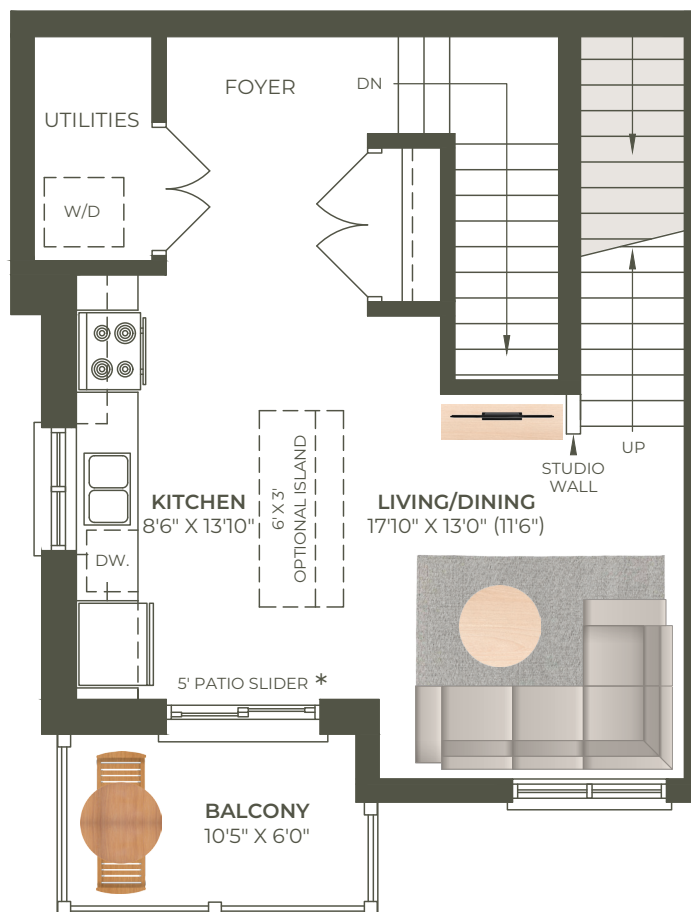 FOYER
DN
UTILITIES
W/D
UP
STUDIO
WALL
6' X 3'
OPTIONAL ISLAND
KITCHEN
8'6" X 13'10"
LIVING/DINING
17'10" X 13'0" (11'6")
DW.
5' PATIO SLIDER *
BALCONY
10'5" X 6'0"